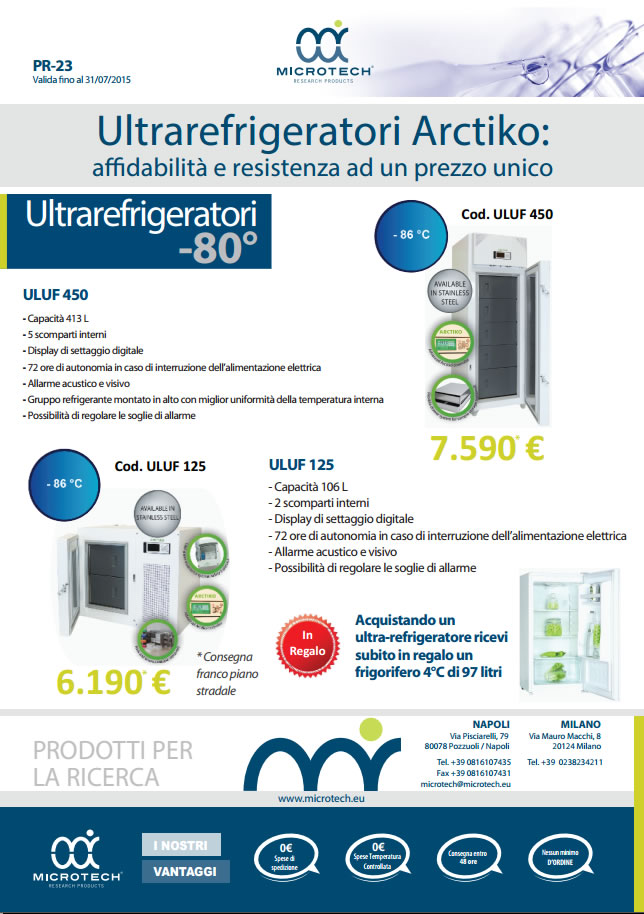 PR-23
Valida fino al 31/07/2015
MICROTECH®
RESEARCH PRODUCTS
Ultrarefrigeratori Arctiko:
affidabilità e resistenza ad un prezzo unico
Ultrarefrigeratori
-80°
- 86 °C
Cod. ULUF 450
AVAILABLE
IN STAINLESS
STEEL
ARCTIKO
ULUF 450
- Capacità 413 L
- 5 scomparti interni
- Display di settaggio digitale
- 72 ore di autonomia in caso di interruzione dell'alimentazione elettrica
- Allarme acustico e visivo
- Gruppo refrigerante montato in alto con miglior uniformità della temperatura interna
- Possibilità di regolare le soglie di allarme
7.590* €
- 86 °C
Cod. ULUF 125
AVAILABLE IN
STAINLESS STEEL
ARCTIKO
6.190* €
* Consegna
franco piano
stradale
ULUF 125
- Capacità 106 L
- 2 scomparti interni
- Display di settaggio digitale
- 72 ore di autonomia in caso di interruzione dell'alimentazione elettrica
- Allarme acustico e visivo
- Possibilità di regolare le soglie di allarme
In
Regalo
Acquistando un
ultra-refrigeratore ricevi
subito in regalo un
frigorifero 4°C di 97 litri
PRODOTTI PER
LA RICERCA
www.microtech.eu
NAPOLI
Via Pisciarelli, 79
80078 Pozzuoli / Napoli
Tel. +39 0816107435
Fax +39 0816107431
microtech@microtech.eu
MILANO
Via Mauro Macchi, 8
20124 Milano
Tel. +39 0238234211
MICROTECH®
RESEARCH PRODUCTS
I NOSTRI
VANTAGGI
0€
Spese di
spedizione
0€
Spese Temperatura
Controllata
Consegna entro
48 ore
Nessun minimo
D'ORDINE